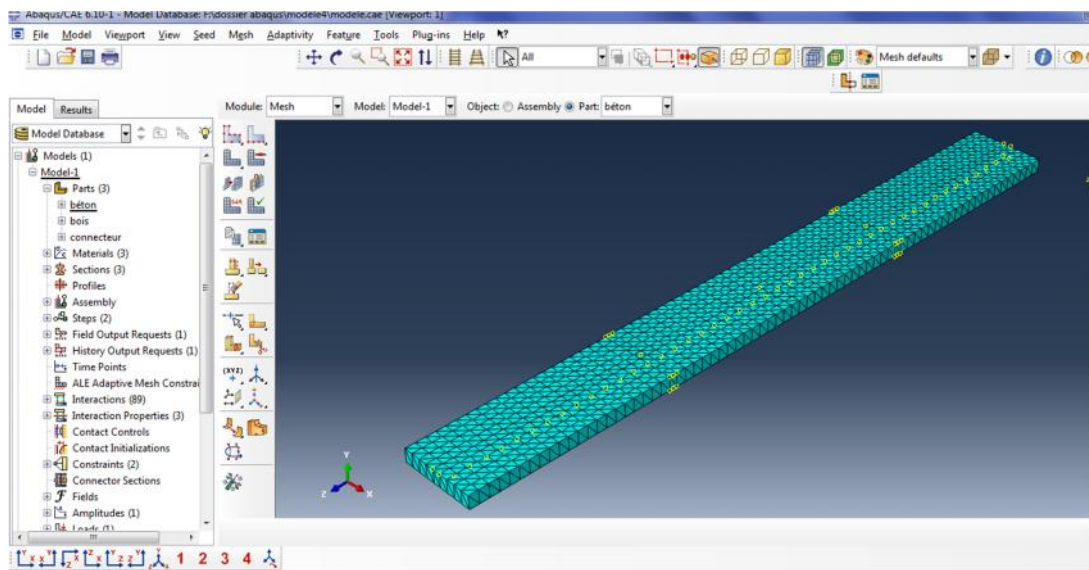 Abaqus/CAE 6.10-1 - Model Database: F:\dossier abaqus\modele4\modele.cae [Viewport: 1]
File Model Viewport View Seed Mesh Adaptivity Feature Tools Plug-ins Help
All Mesh defaults
Model Results
Module: Mesh Model: Model-1 Object: Assembly Part: béton
Model Database
Models (1)
Model-1
Parts (3)
béton
bois
connecteur
Materials (3)
Sections (3)
Profiles
Assembly
Steps (2)
Field Output Requests (1)
History Output Requests (1)
Time Points
ALE Adaptive Mesh Constrai
Interactions (89)
Interaction Properties (3)
Contact Controls
Contact Initializations
Constraints (2)
Connector Sections
Fields
Amplitudes (1)
Loads (1)
(XYZ)
Y
Z X
1 2 3 4